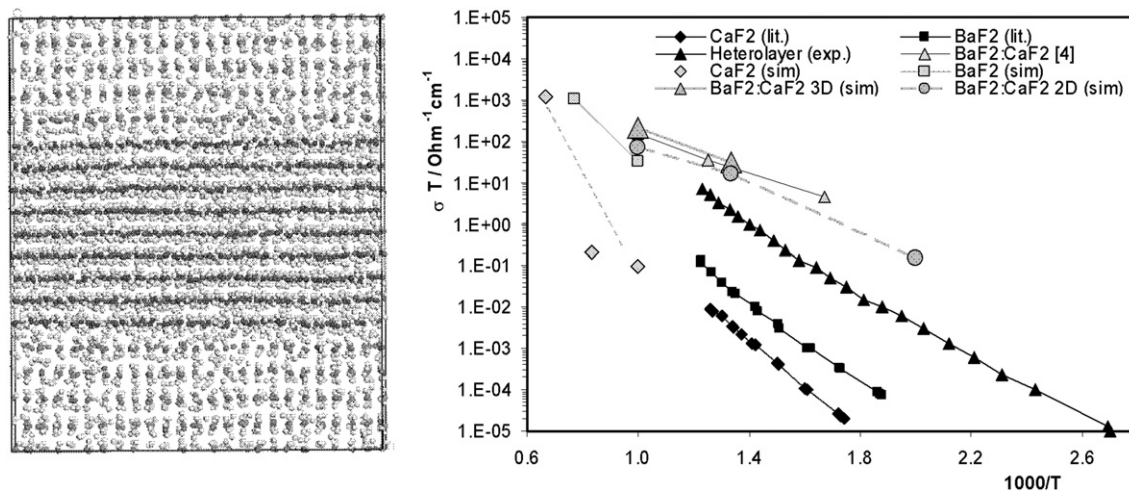 1.E+05
1.E+04
1.E+03
1.E+02
1.E+01
1.E+00
1.E-01
1.E-02
1.E-03
1.E-04
1.E-05
σ T / Ohm⁻¹cm⁻¹
CaF2 (lit.) BaF2 (lit.)
Heterolayer (exp.) BaF2:CaF2 [4]
CaF2 (sim) BaF2 (sim)
BaF2:CaF2 3D (sim) BaF2:CaF2 2D (sim)
0.6 1.0 1.4 1.8 2.2 2.6
1000/T